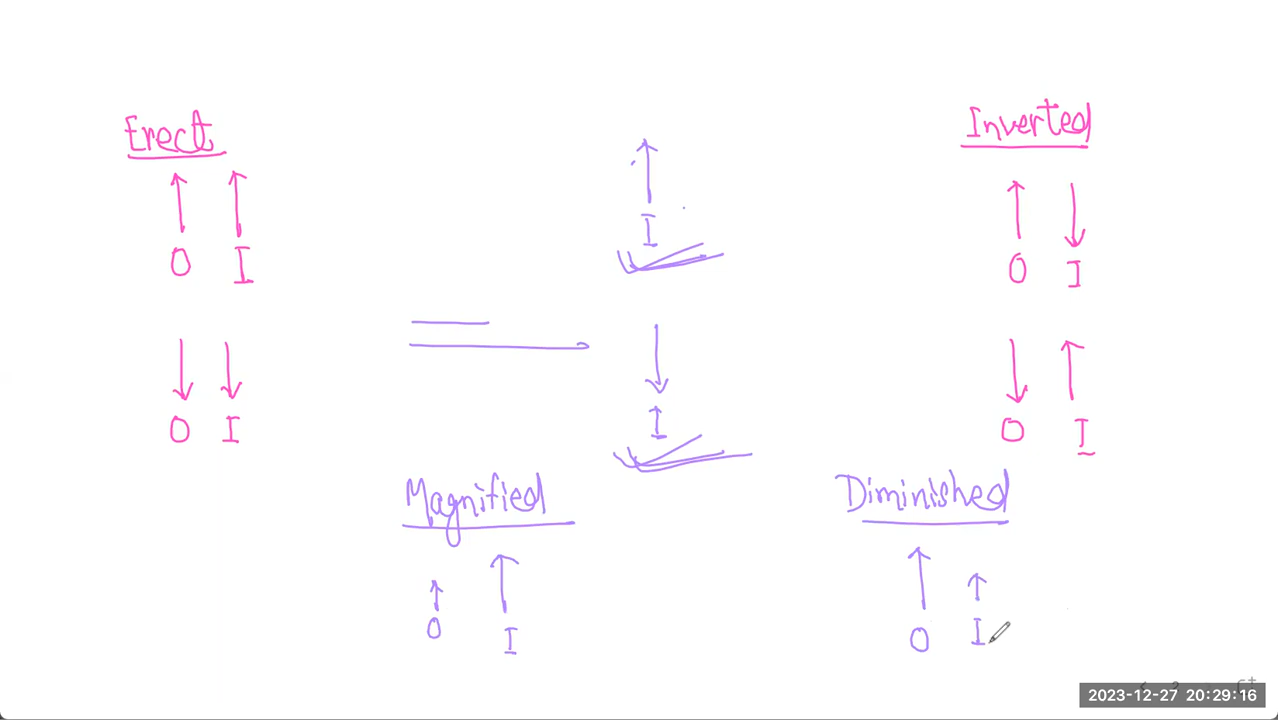 Erect
Inverted
O I
I
O I
O I
I
O I
Magnified
Diminished
O I
O I
2023-12-27 20:29:16